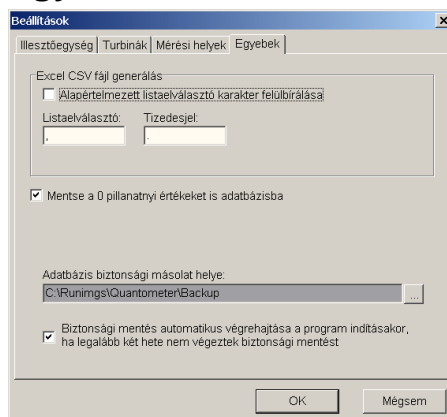 Beállítások
Illesztőegység Turbinák Mérési helyek Egyebek
Excel CSV fájl generálás
Alapértelmezett listaelválasztó karakter felülbírálása
Listaelválasztó: Tizedesjel:
, .
Mentse a 0 pillanatnyi értékeket is adatbázisba
Adatbázis biztonsági másolat helye:
C:\Runimgs\Quantometer\Backup ...
Biztonsági mentés automatikus végrehajtása a program indításakor,
ha legalább két hete nem végeztek biztonsági mentést
OK Mégsem